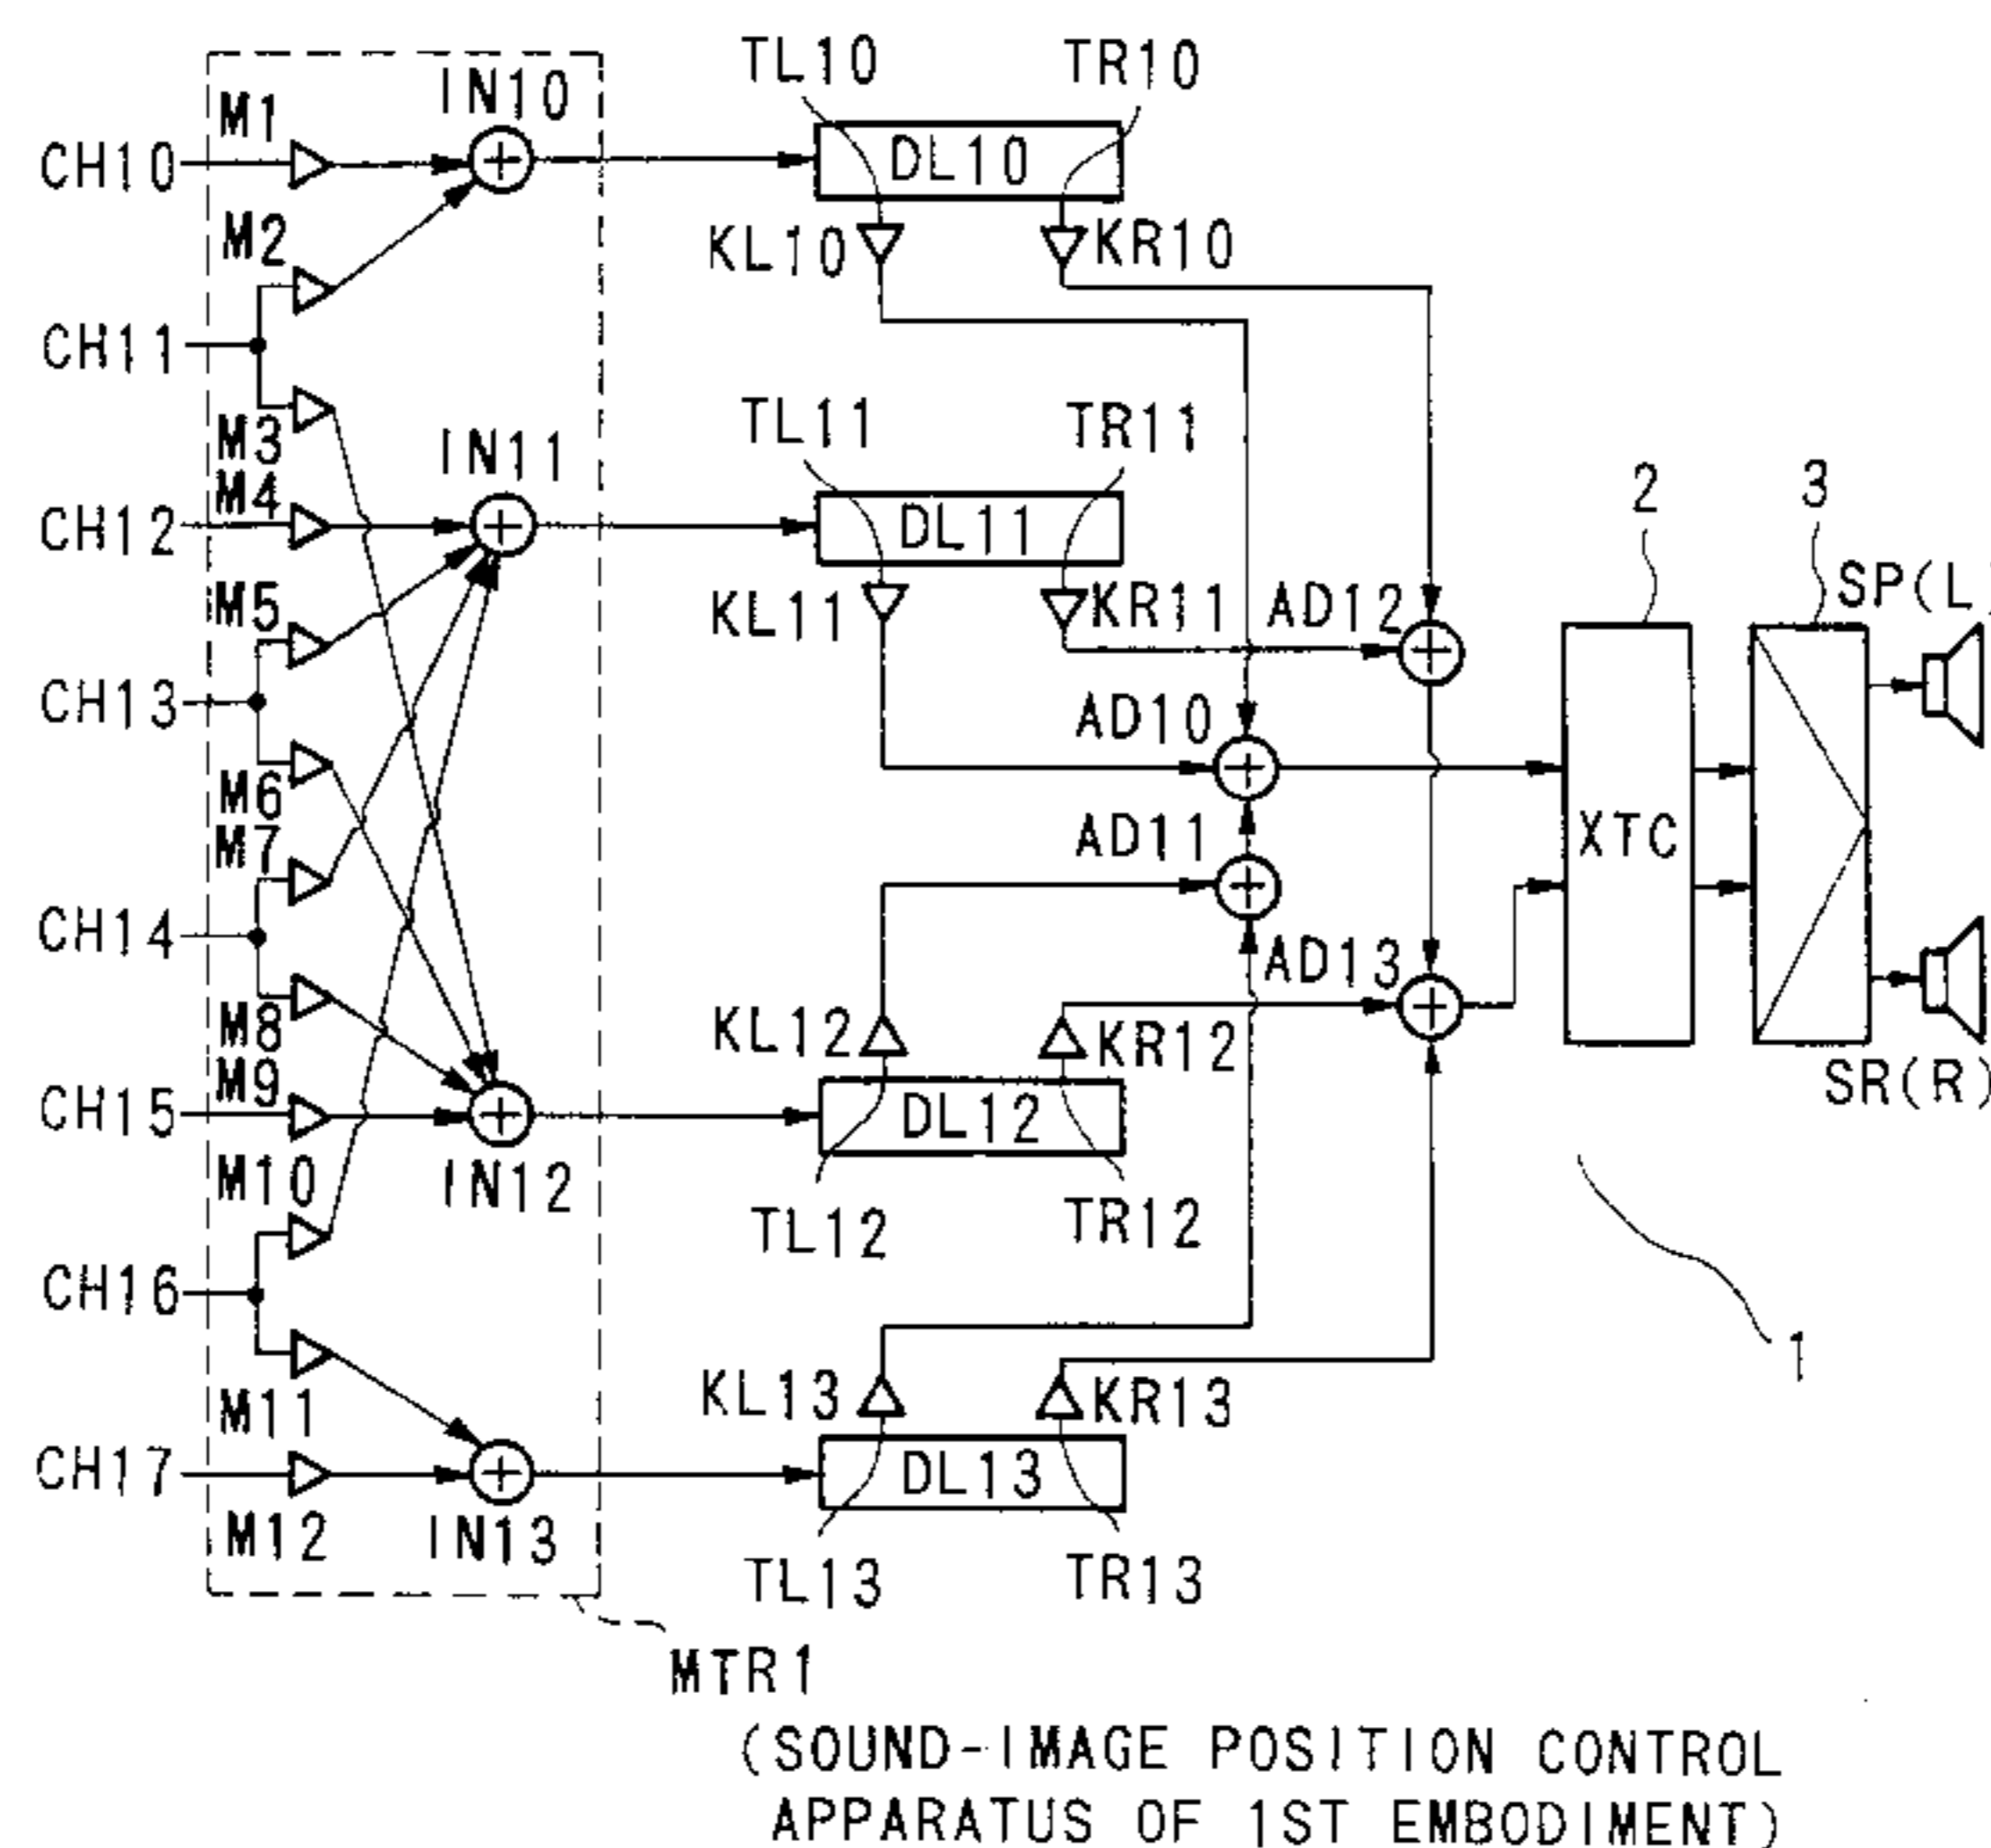 TL10
TR10
IN10
M1
CH10
DL10
M2
KL10
KR10
CH11
TL11
TR11
M3
IN11
M4
CH12
DL11
2
3
M5
KL11
KR11
AD12
SP(L)
CH13
AD10
M6
M7
AD11
XTC
CH14
AD13
M8
KL12
KR12
M9
CH15
DL12
SR(R)
M10
IN12
TL12
TR12
CH16
1
KL13
KR13
M11
CH17
DL13
M12
IN13
TL13
TR13
MTR1
(SOUND-IMAGE POSITION CONTROL
APPARATUS OF 1ST EMBODIMENT)